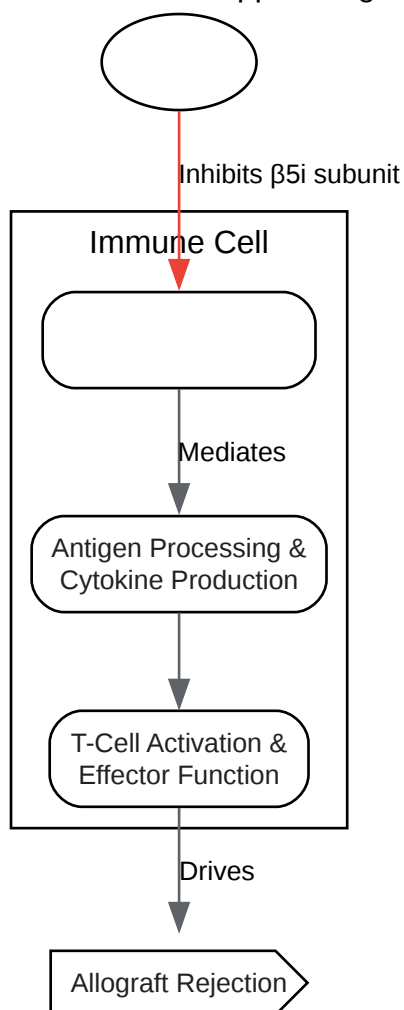 Inhibits β5i subunit
Immune Cell
Mediates
Antigen Processing &
Cytokine Production
T-Cell Activation &
Effector Function
Drives
Allograft Rejection